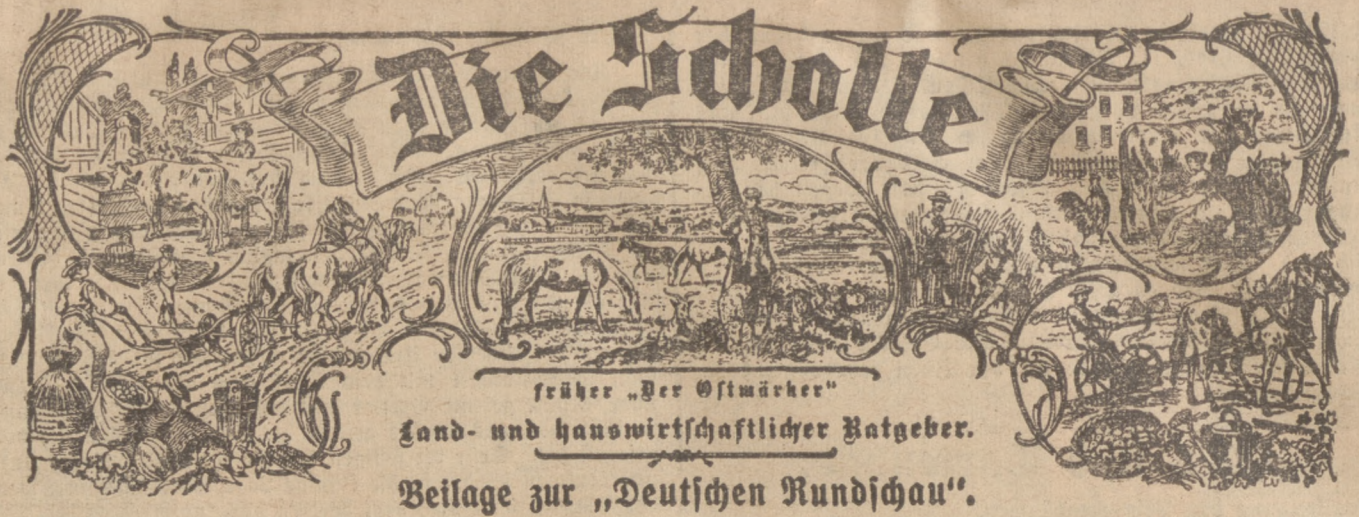 Die Scholle
früher „Der Ostmärker“
Land- und hauswirtschaftlicher Ratgeber.
Beilage zur „Deutschen Rundschau“.